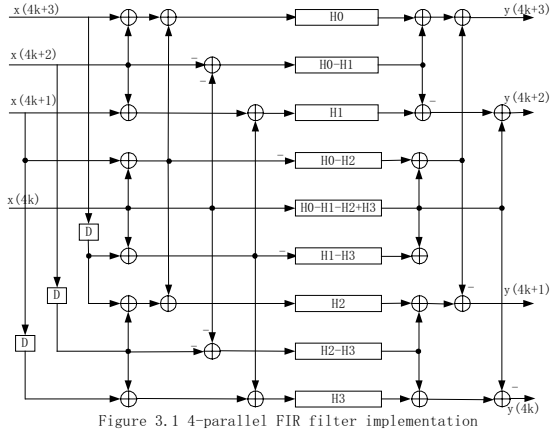 x(4k+3)
H0
y(4k+3)
x(4k+2)
-
H0-H1
-
x(4k+1)
-
y(4k+2)
H1
-
H0-H2
x(4k)
H0-H1-H2+H3
D
-
H1-H3
D
-
y(4k+1)
H2
D
-
-
H2-H3
-
H3
y(4k)
Figure 3.1 4-parallel FIR filter implementation